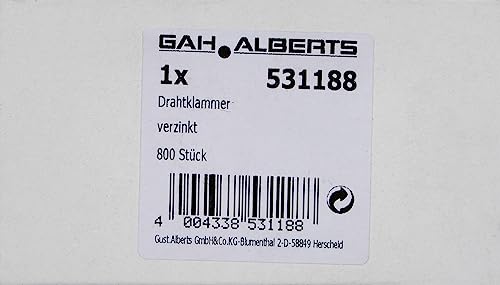 GAH.ALBERTS
1x 531188
Drahtklammer
verzinkt
800 Stück
4 004338 531188
Gust.Alberts GmbH&Co.KG-Blumenthal 2-D-58849 Herscheid